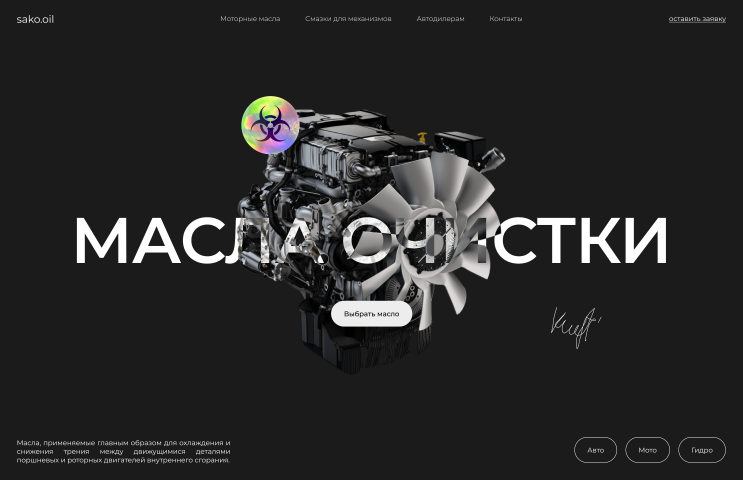 sako.oil
Моторные масла
Смазки для механизмов
Автодилерам
Контакты
оставить заявку
МАСЛА ОЧИСТКИ
Выбрать масло
Масла, применяемые главным образом для охлаждения и
снижения трения между движущимися деталями
поршневых и роторных двигателей внутреннего сгорания.
Авто
Мото
Гидро